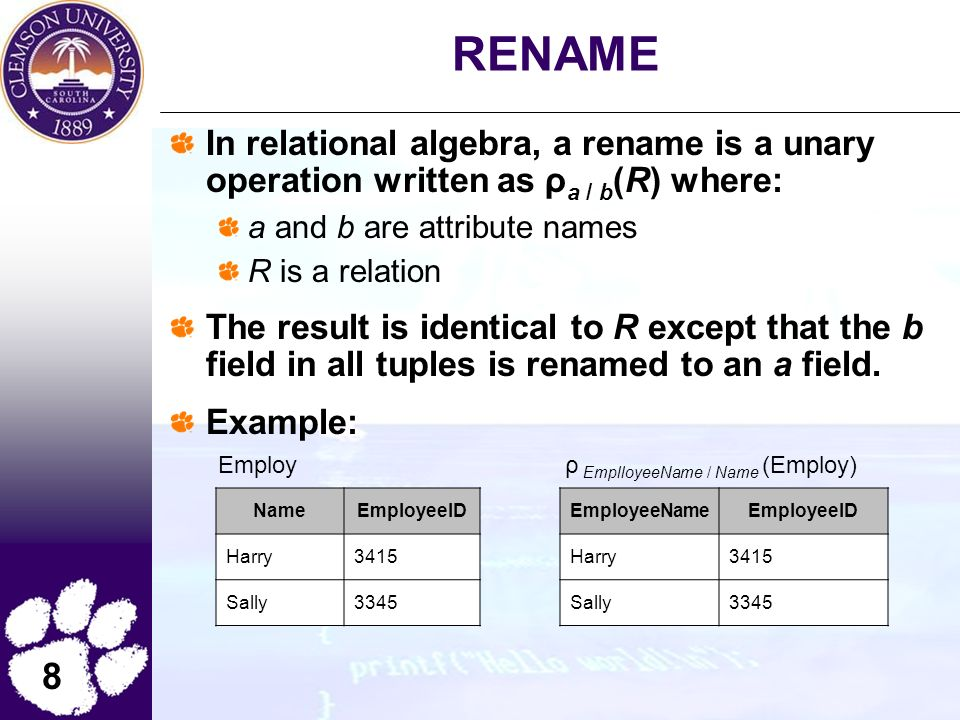 CLEMSON UNIVERSITY
SOUTH
CAROLINA
1889
RENAME
In relational algebra, a rename is a unary
operation written as ρa / b(R) where:
a and b are attribute names
R is a relation
The result is identical to R except that the b
field in all tuples is renamed to an a field.
Example:
Employ
ρ EmplloyeeName / Name (Employ)
Name EmployeeID
Harry 3415
Sally 3345
EmployeeName EmployeeID
Harry 3415
Sally 3345
printf("Hello world!\n");
}
8